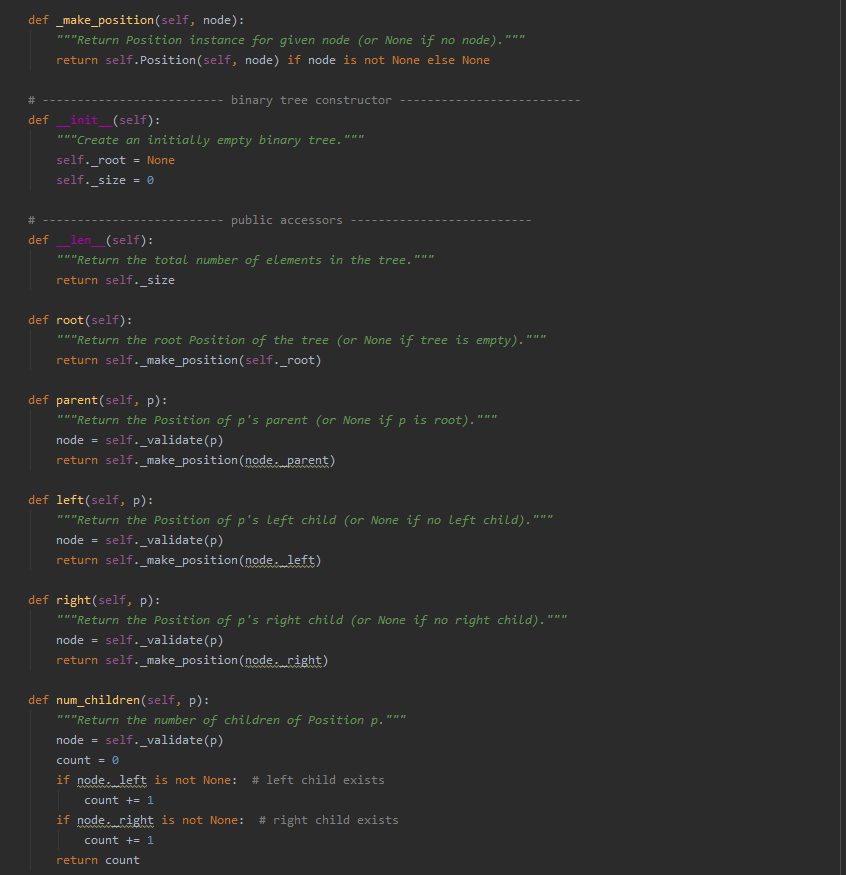 def _make_position(self, node):
"""Return Position instance for given node (or None if no node)."""
return self.Position(self, node) if node is not None else None
# -------------------------- binary tree constructor --------------------------
def __init__(self):
"""Create an initially empty binary tree."""
self._root = None
self._size = 0
# -------------------------- public accessors --------------------------
def __len__(self):
"""Return the total number of elements in the tree."""
return self._size
def root(self):
"""Return the root Position of the tree (or None if tree is empty)."""
return self._make_position(self._root)
def parent(self, p):
"""Return the Position of p's parent (or None if p is root)."""
node = self._validate(p)
return self._make_position(node._parent)
def left(self, p):
"""Return the Position of p's left child (or None if no left child)."""
node = self._validate(p)
return self._make_position(node._left)
def right(self, p):
"""Return the Position of p's right child (or None if no right child)."""
node = self._validate(p)
return self._make_position(node._right)
def num_children(self, p):
"""Return the number of children of Position p."""
node = self._validate(p)
count = 0
if node._left is not None:  # left child exists
count += 1
if node._right is not None:  # right child exists
count += 1
return count